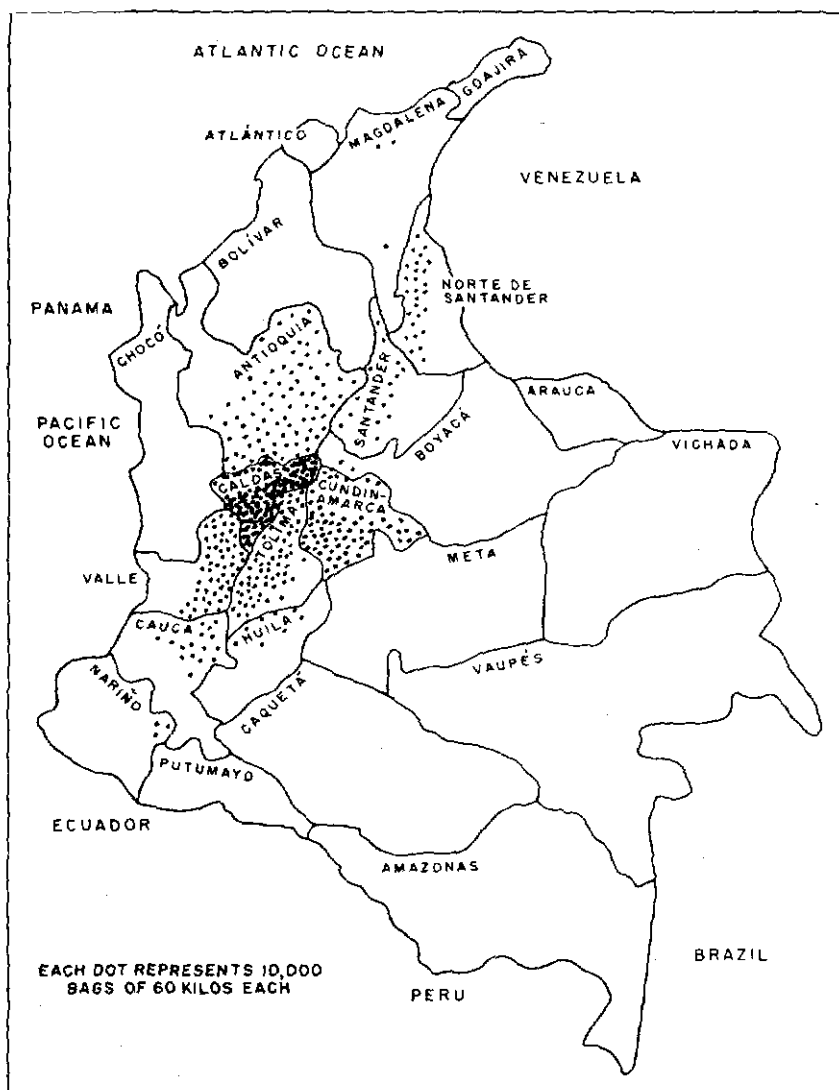 ATLANTIC OCEAN
GOAJIRA
MAGDALENA
ATLÁNTICO
VENEZUELA
BOLÍVAR
NORTE DE
SANTANDER
PANAMA
CHOCÓ
ANTIOQUIA
SANTANDER
ARAUCA
PACIFIC
OCEAN
BOYACÁ
VICHADA
CALDAS
CUNDIN-
AMARCA
TOLIMA
META
VALLE
CAUCA
HUILA
VAUPÉS
NARIÑO
CAQUETÁ
PUTUMAYO
ECUADOR
AMAZONAS
BRAZIL
EACH DOT REPRESENTS 10,000
BAGS OF 60 KILOS EACH
PERU